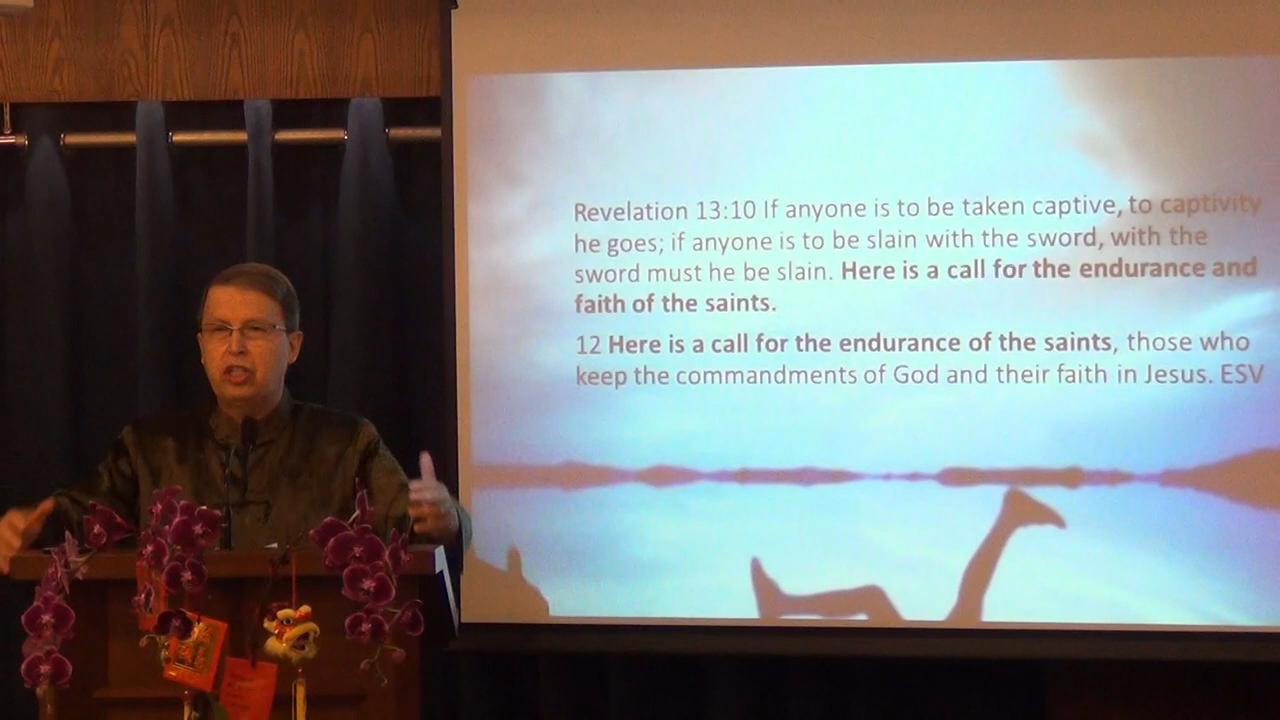 Revelation 13:10 If anyone is to be taken captive, to captivity
he goes; if anyone is to be slain with the sword, with the
sword must he be slain. Here is a call for the endurance and
faith of the saints.
12 Here is a call for the endurance of the saints, those who
keep the commandments of God and their faith in Jesus. ESV